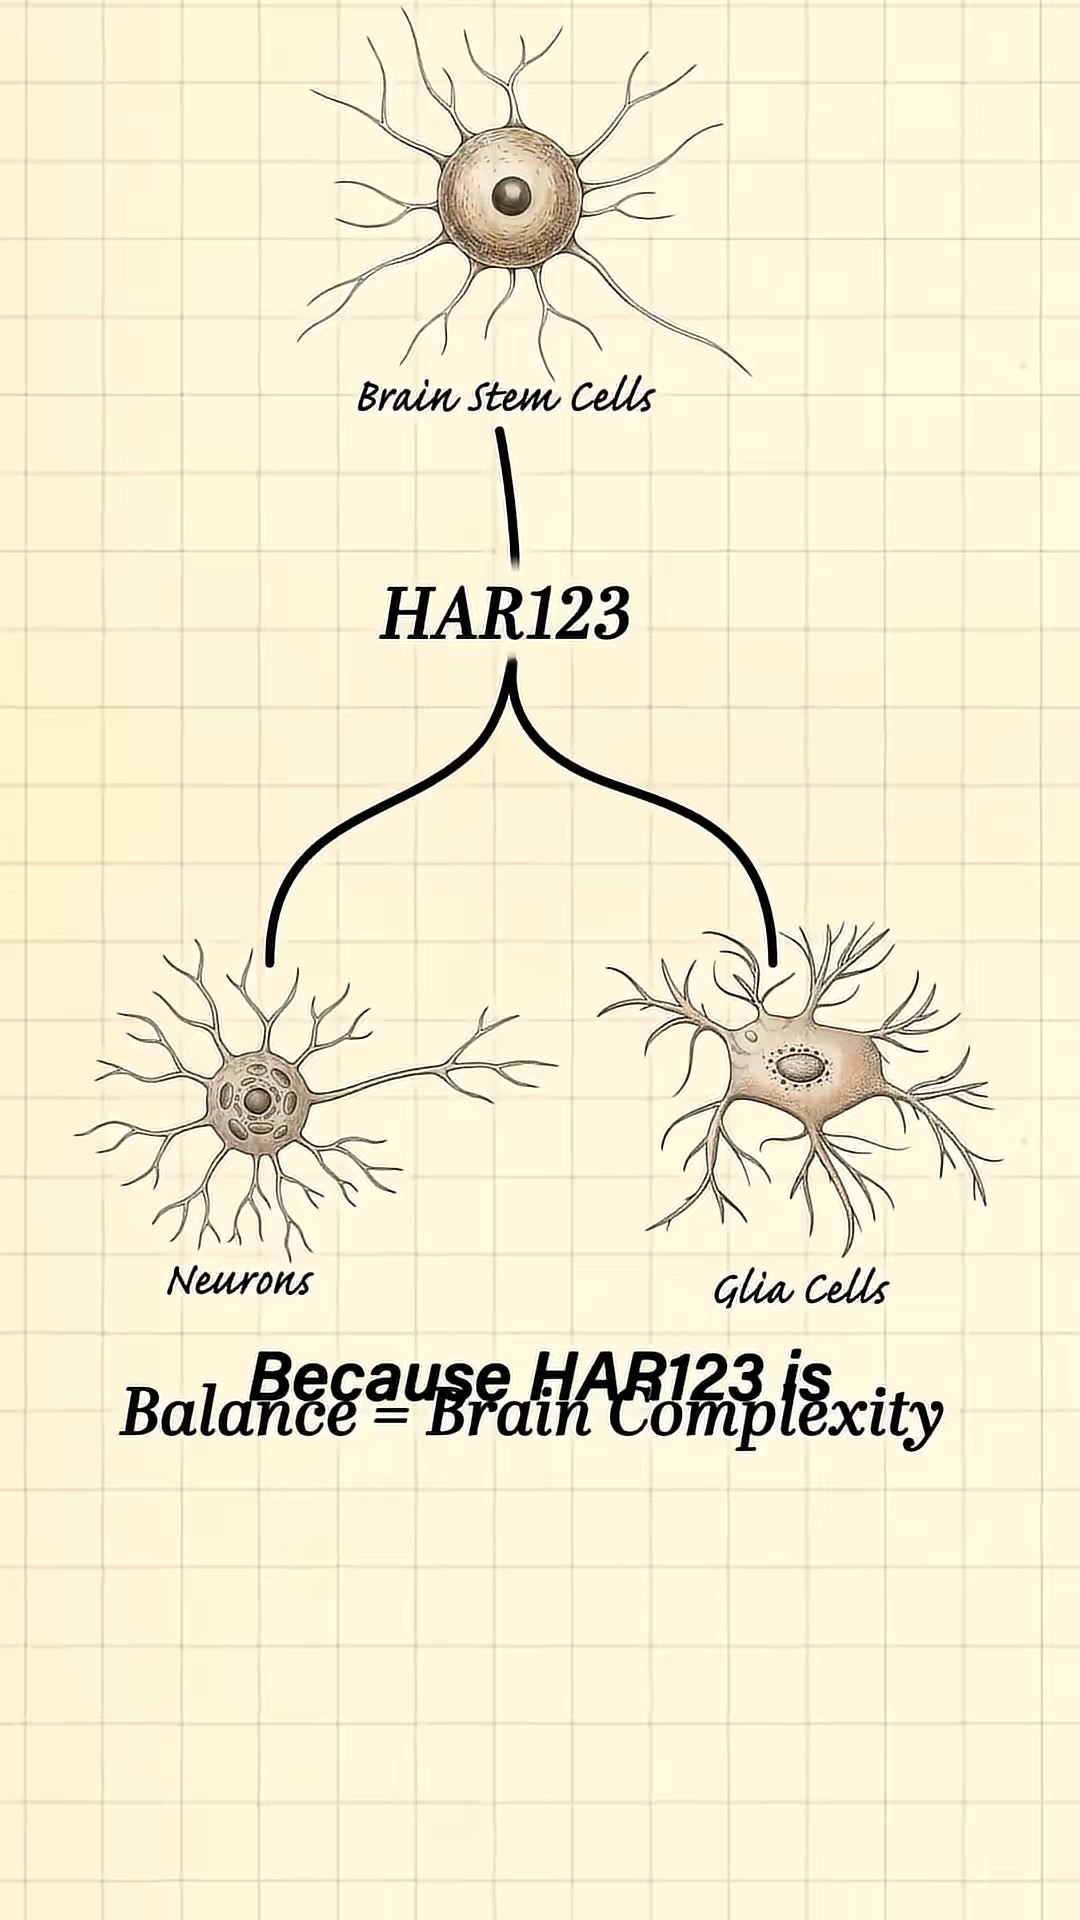 Brain Stem Cells
HAR123
Neurons
Glia Cells
Because HAR123 is
Balance = Brain Complexity